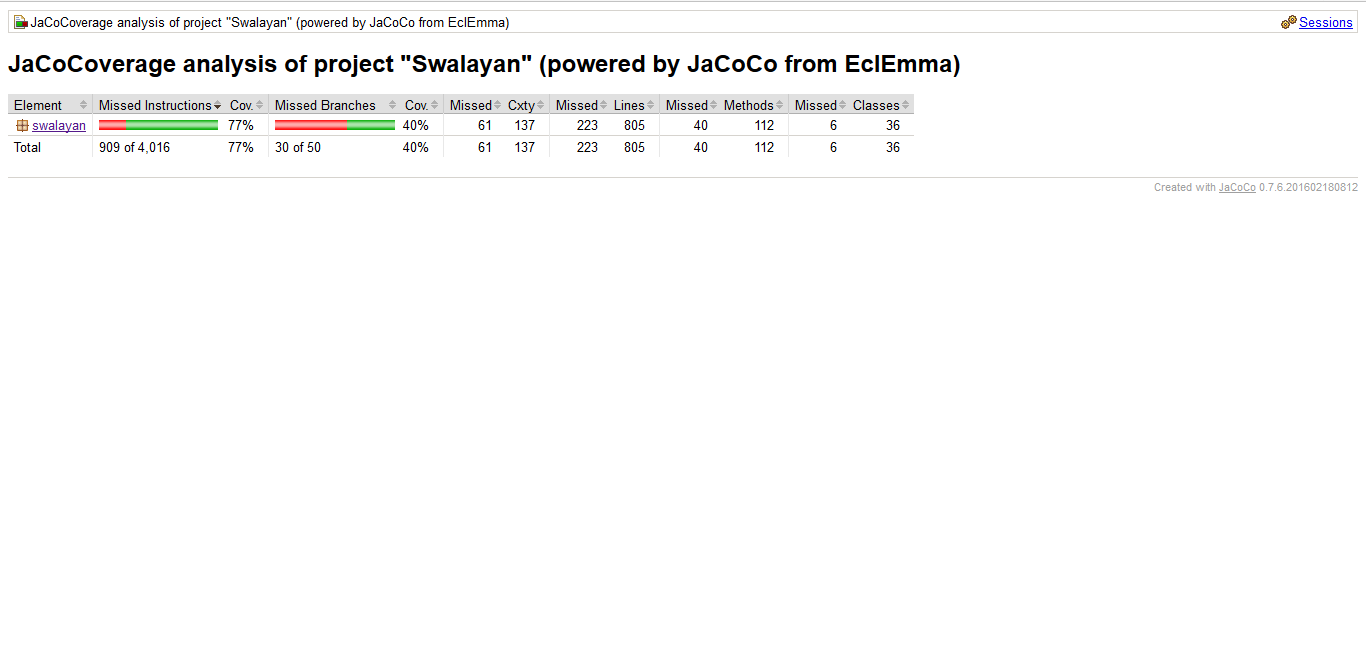 JaCoCoverage analysis of project "Swalayan" (powered by JaCoCo from EclEmma) Sessions
JaCoCoverage analysis of project "Swalayan" (powered by JaCoCo from EclEmma)
Element Missed Instructions Cov. Missed Branches Cov. Missed Cxty Missed Lines Missed Methods Missed Classes
swalayan 77% 40% 61 137 223 805 40 112 6 36
Total 909 of 4,016 77% 30 of 50 40% 61 137 223 805 40 112 6 36
Created with JaCoCo 0.7.6.201602180812